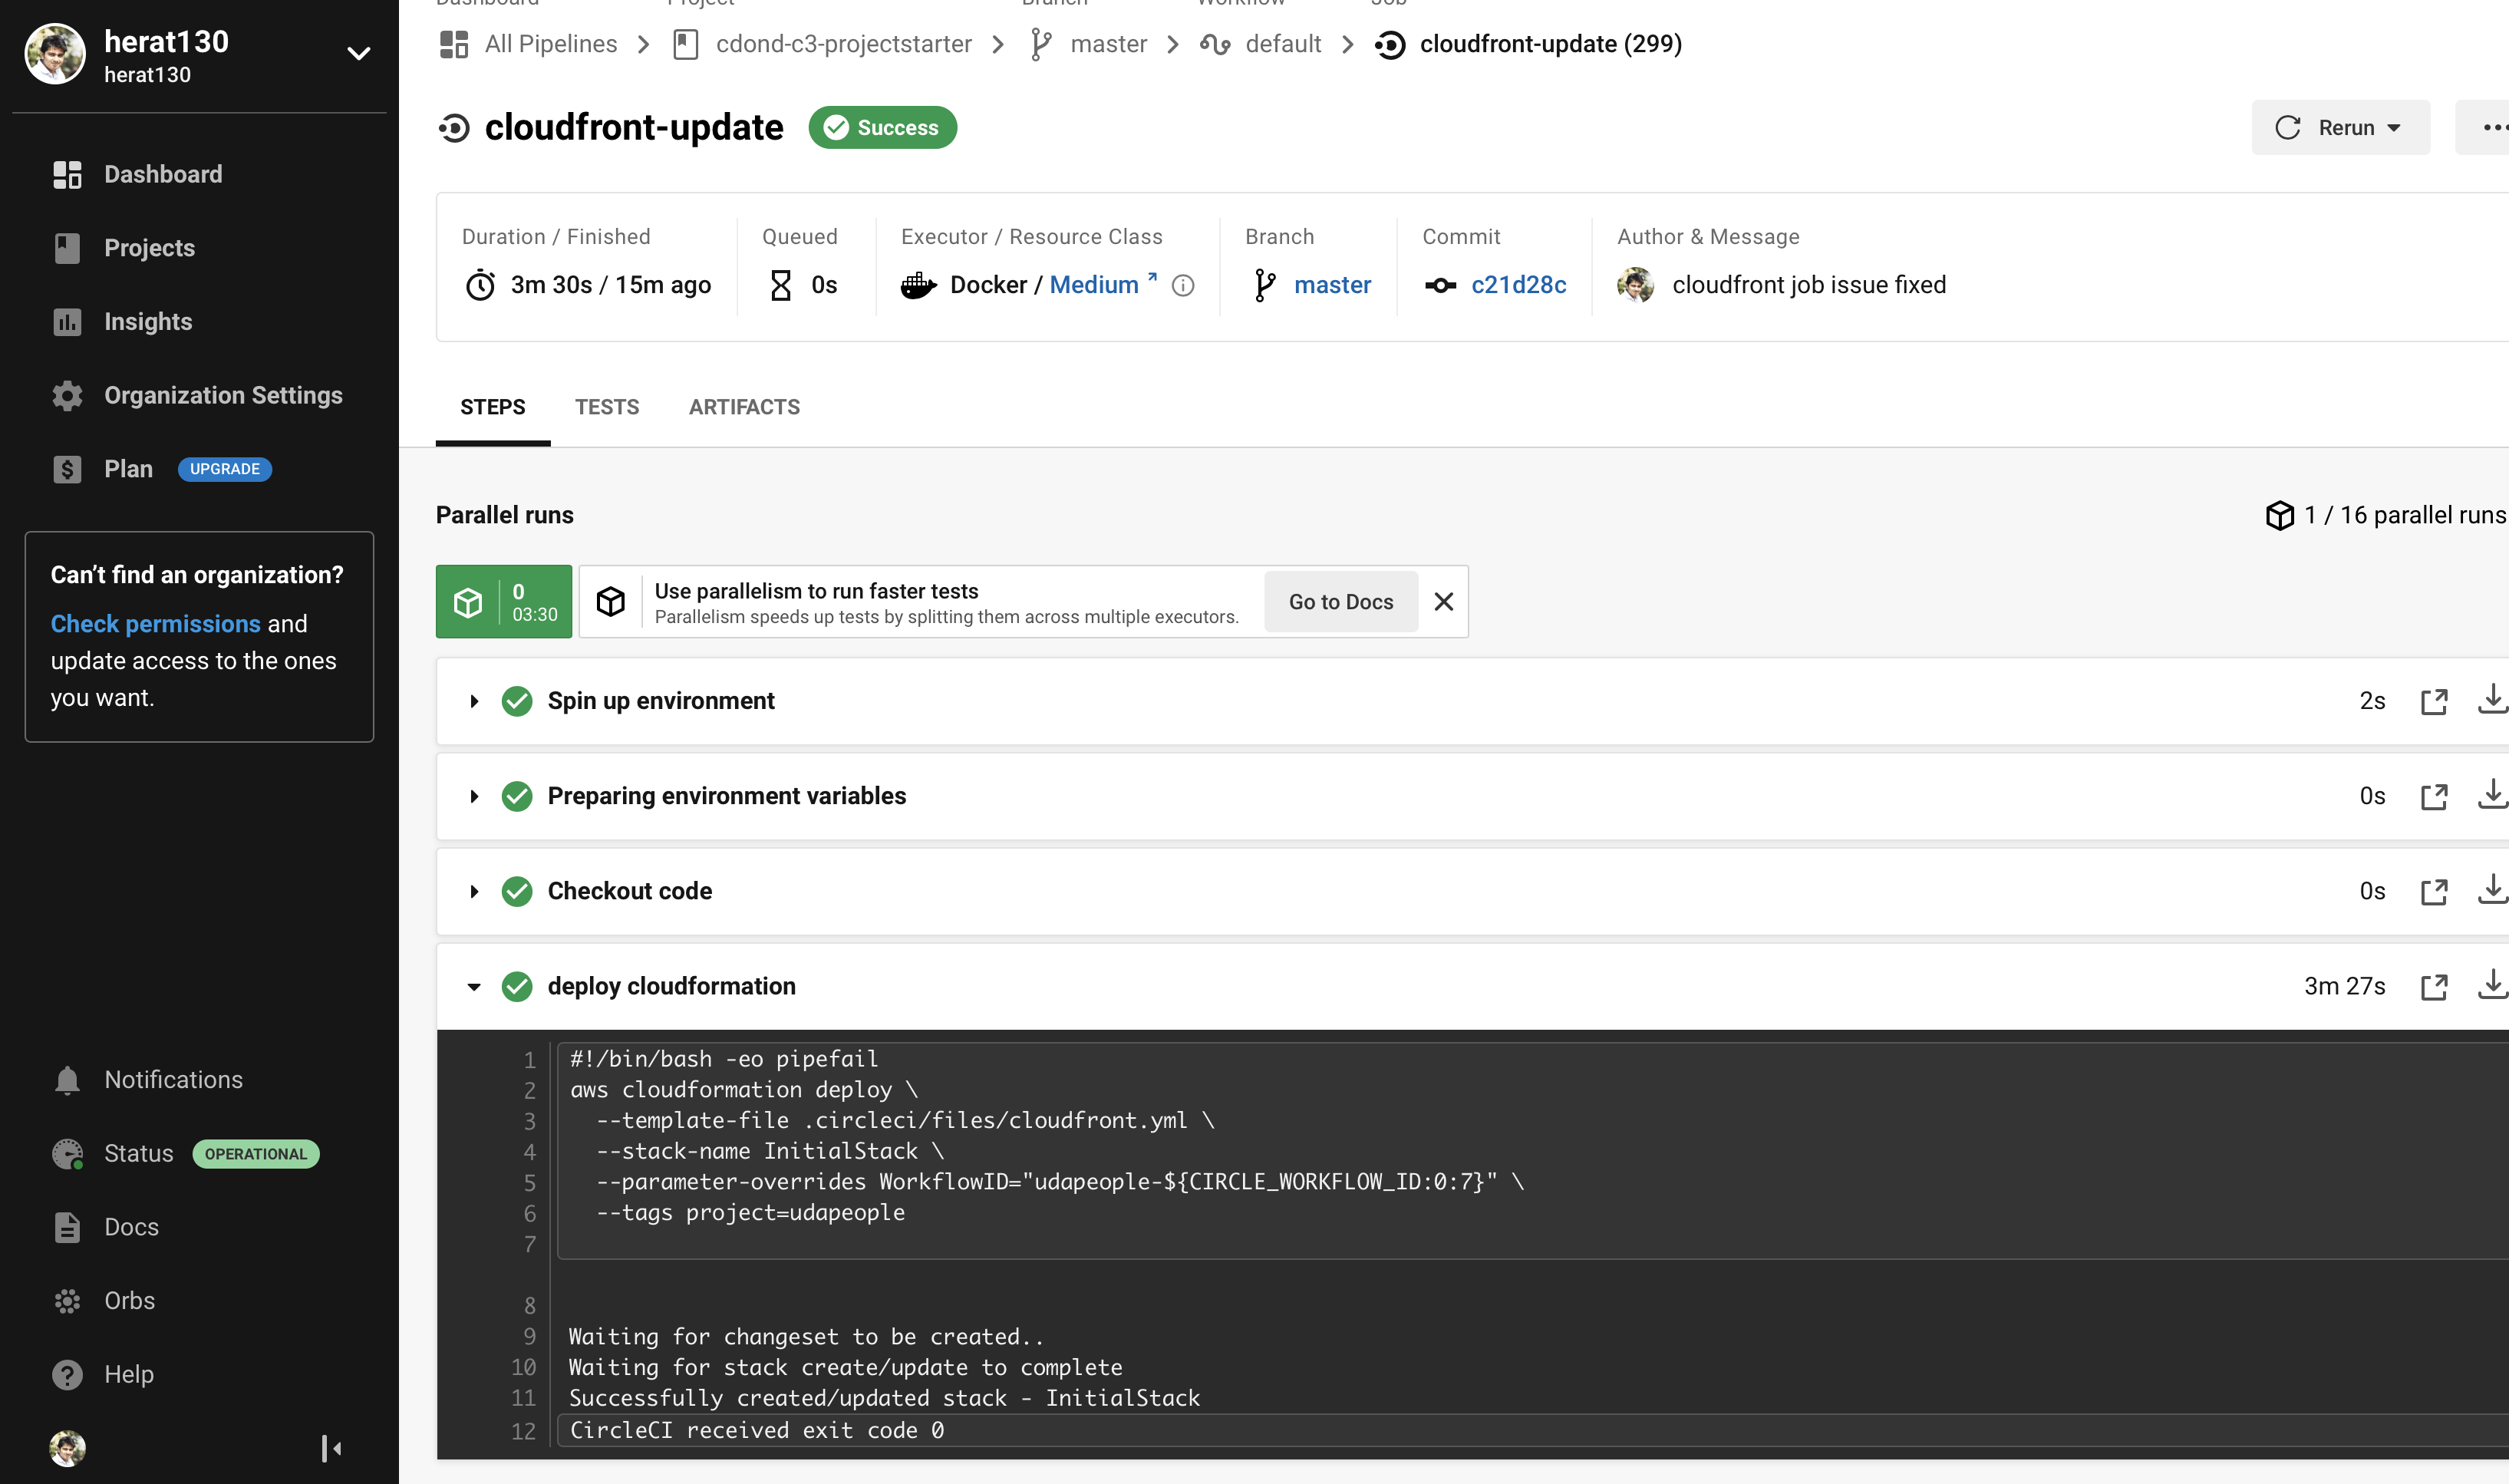 herat130
herat130
Dashboard
Projects
Insights
Organization Settings
Plan UPGRADE
Can’t find an organization?
Check permissions and
update access to the ones
you want.
Notifications
Status OPERATIONAL
Docs
Orbs
Help
Dashboard Project Branch Workflow Job
All Pipelines cdond-c3-projectstarter master default cloudfront-update (299)
cloudfront-update Success
Rerun
Duration / Finished Queued Executor / Resource Class Branch Commit Author & Message
3m 30s / 15m ago 0s Docker / Medium master c21d28c cloudfront job issue fixed
STEPS TESTS ARTIFACTS
Parallel runs 1 / 16 parallel runs
0
03:30
Use parallelism to run faster tests
Parallelism speeds up tests by splitting them across multiple executors.
Go to Docs
Spin up environment 2s
Preparing environment variables 0s
Checkout code 0s
deploy cloudformation 3m 27s
1 #!/bin/bash -eo pipefail
2 aws cloudformation deploy \
3 --template-file .circleci/files/cloudfront.yml \
4 --stack-name InitialStack \
5 --parameter-overrides WorkflowID="udapeople-${CIRCLE_WORKFLOW_ID:0:7}" \
6 --tags project=udapeople
7
8
9 Waiting for changeset to be created..
10 Waiting for stack create/update to complete
11 Successfully created/updated stack - InitialStack
12 CircleCI received exit code 0